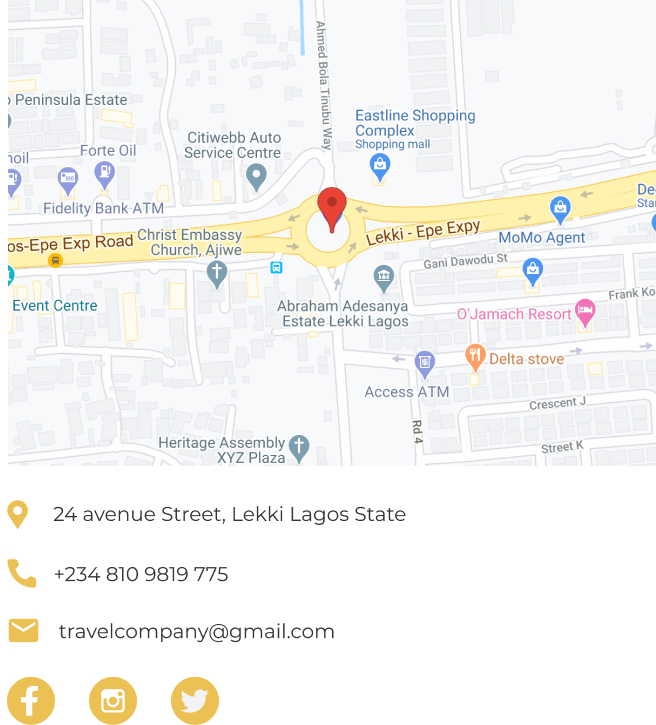 Ahmed Bola Tinubu Way
Peninsula Estate
Eastline Shopping
Complex
Shopping mall
Citiwebb Auto
Service Centre
Forte Oil
Fidelity Bank ATM
Christ Embassy
Church, Ajiwe
os-Epe Exp Road
Lekki - Epe Expy
MoMo Agent
Gani Dawodu St
Event Centre
Abraham Adesanya
Estate Lekki Lagos
O'Jamach Resort
Frank Ko
Delta stove
Access ATM
Crescent J
Rd 4
Heritage Assembly
XYZ Plaza
Street K
24 avenue Street, Lekki Lagos State
+234 810 9819 775
travelcompany@gmail.com